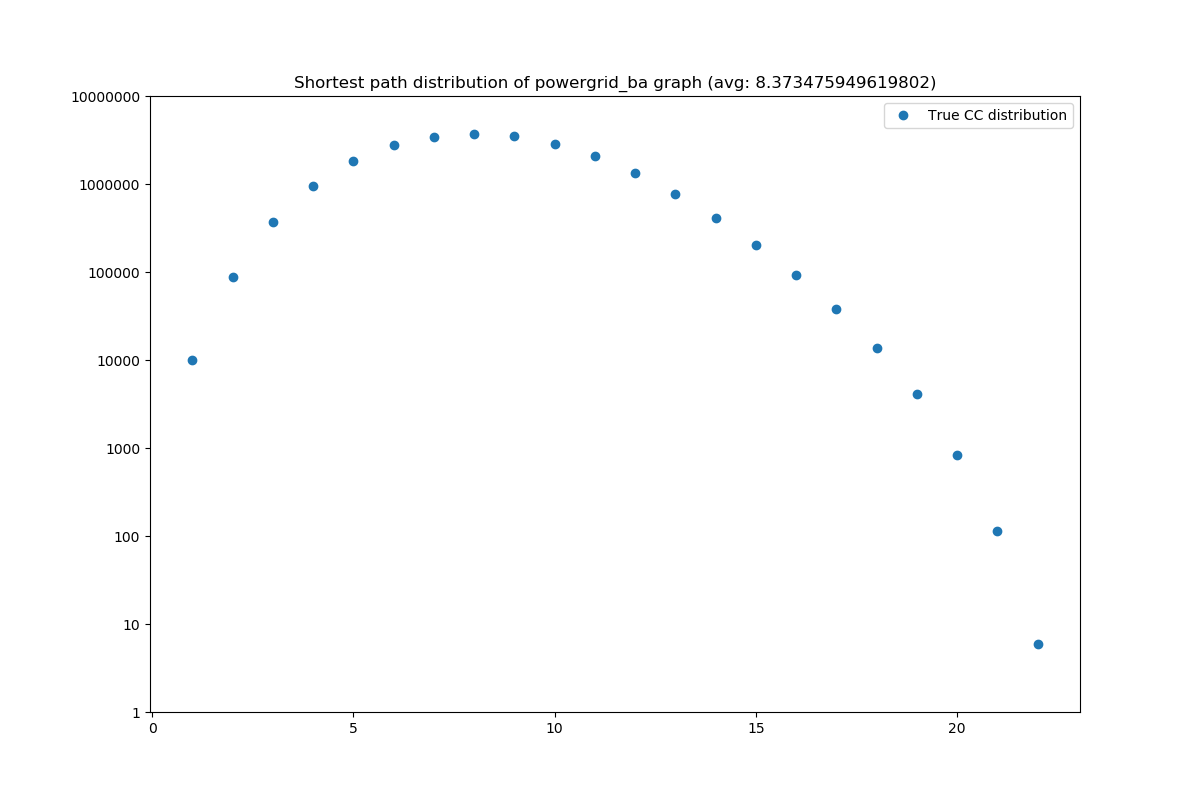 Shortest path distribution of powergrid_ba graph (avg: 8.373475949619802)
True CC distribution
10000000
1000000
100000
10000
1000
100
10
1
0 5 10 15 20